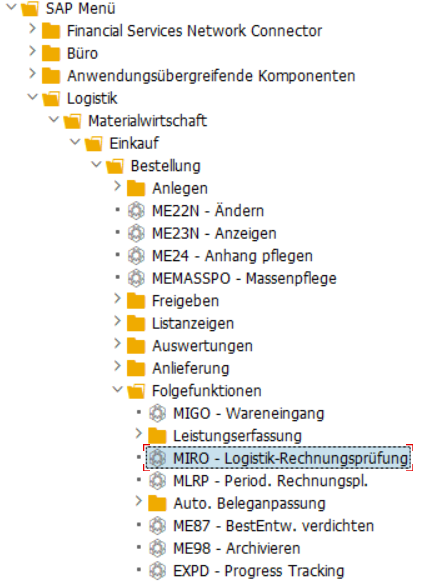 SAP Menü
Financial Services Network Connector
Büro
Anwendungsübergreifende Komponenten
Logistik
Materialwirtschaft
Einkauf
Bestellung
Anlegen
ME22N - Ändern
ME23N - Anzeigen
ME24 - Anhang pflegen
MEMASSPO - Massenpflege
Freigeben
Listanzeigen
Auswertungen
Anlieferung
Folgefunktionen
MIGO - Wareneingang
Leistungserfassung
MIRO - Logistik-Rechnungsprüfung
MLRP - Period. Rechnungspl.
Auto. Beleganpassung
ME87 - BestEntw. verdichten
ME98 - Archivieren
EXPD - Progress Tracking